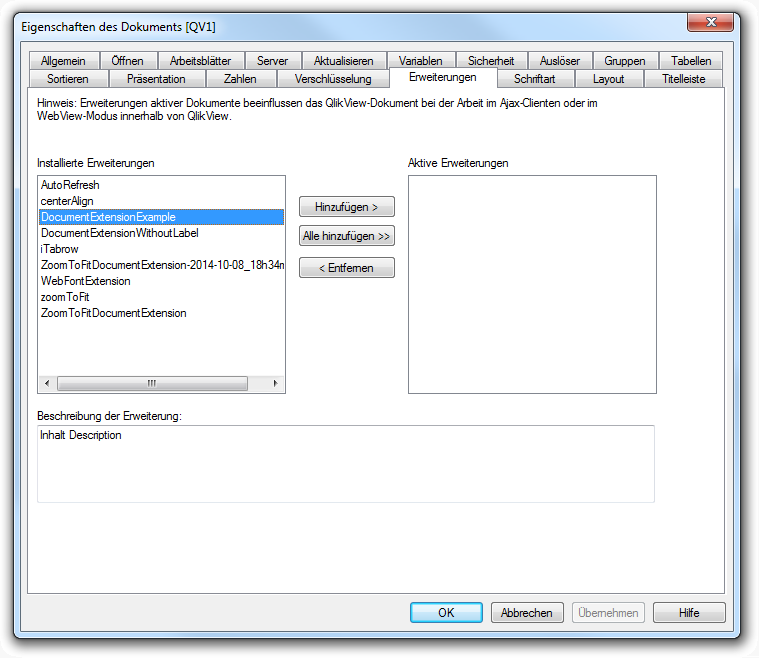 Eigenschaften des Dokuments [QV1]
Allgemein Öffnen Arbeitsblätter Server Aktualisieren Variablen Sicherheit Auslöser Gruppen Tabellen
Sortieren Präsentation Zahlen Verschlüsselung Erweiterungen Schriftart Layout Titelleiste
Hinweis: Erweiterungen aktiver Dokumente beeinflussen das QlikView-Dokument bei der Arbeit im Ajax-Clienten oder im
WebView-Modus innerhalb von QlikView.
Installierte Erweiterungen
AutoRefresh
centerAlign
DocumentExtensionExample
DocumentExtensionWithoutLabel
iTabrow
ZoomToFitDocumentExtension-2014-10-08_18h34m
WebFontExtension
zoomToFit
ZoomToFitDocumentExtension
Hinzufügen >
Alle hinzufügen >>
< Entfernen
Aktive Erweiterungen
Beschreibung der Erweiterung:
Inhalt Description
OK Abbrechen Übernehmen Hilfe